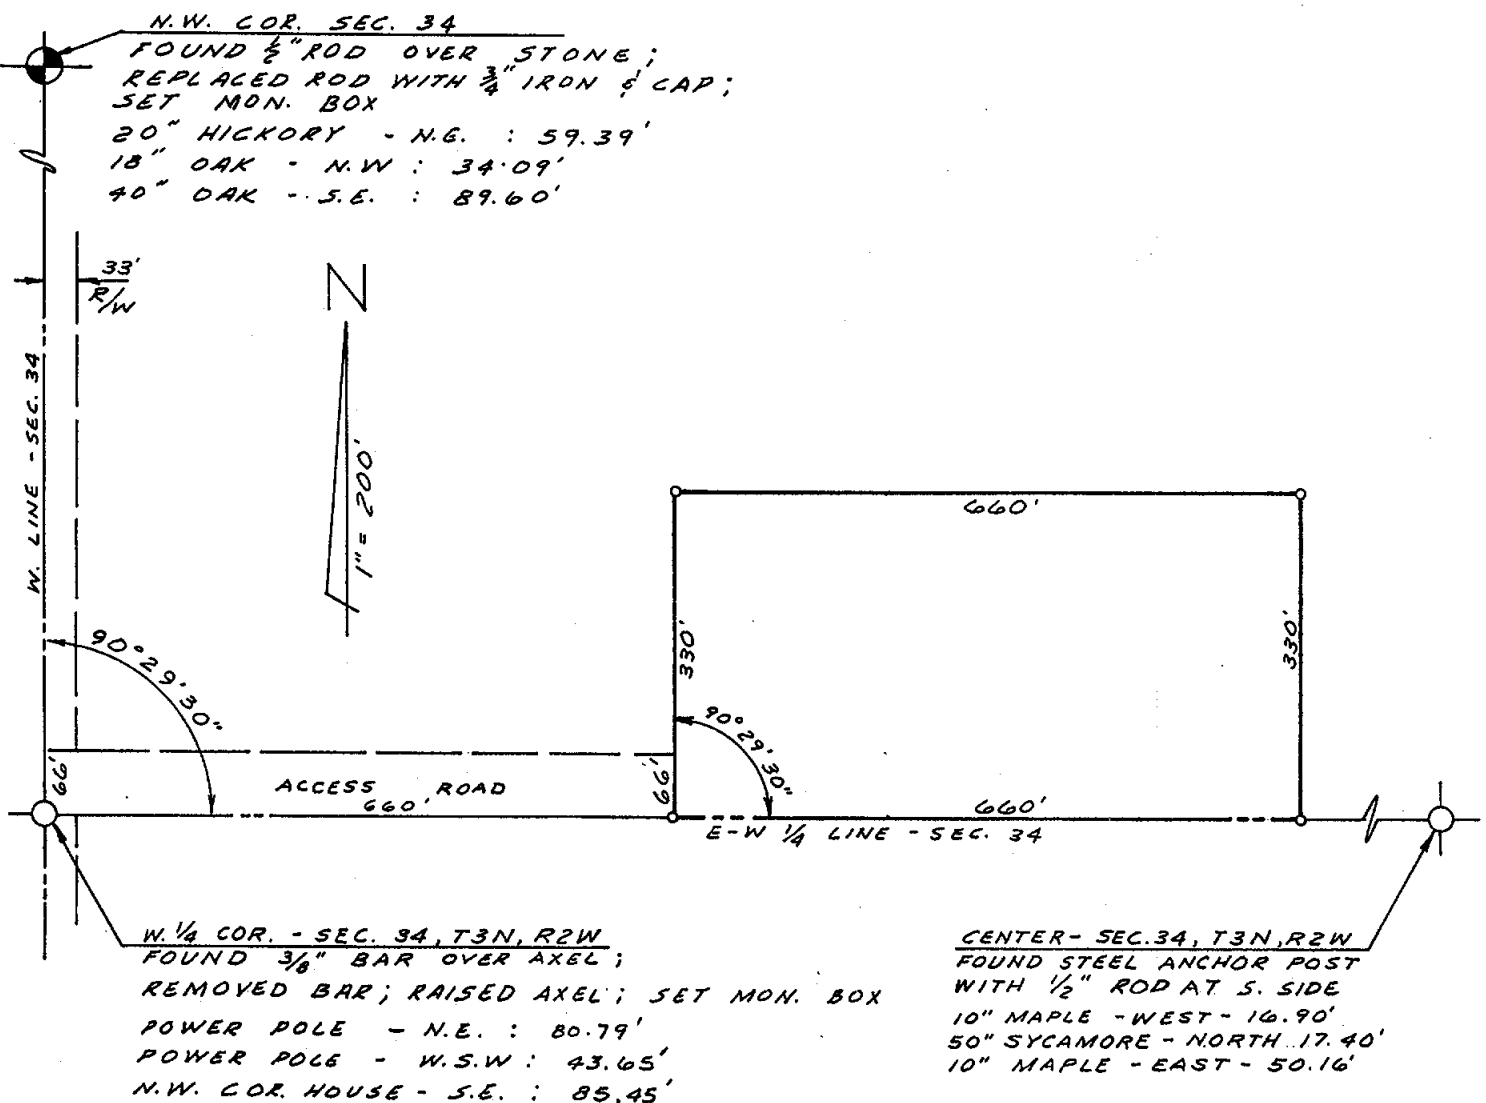 N.W. COR. SEC. 34
FOUND ½" ROD OVER STONE;
REPLACED ROD WITH ¾" IRON & CAP;
SET MON. BOX
20" HICKORY - N.E. : 59.39'
18" OAK - N.W : 34.09'
40" OAK - S.E. : 89.60'
33'
R/W
N
W. LINE - SEC. 34
1" = 200'
660'
330'
330'
90°29'30"
90°29'30"
66'
66'
ACCESS ROAD
660'
660'
E-W ¼ LINE - SEC. 34
W. ¼ COR. - SEC. 34, T3N, R2W
FOUND 3/8" BAR OVER AXEL;
REMOVED BAR; RAISED AXEL; SET MON. BOX
POWER POLE - N.E. : 80.79'
POWER POLE - W.S.W : 43.65'
N.W. COR. HOUSE - S.E. : 85.45'
CENTER - SEC. 34, T3N, R2W
FOUND STEEL ANCHOR POST
WITH ½" ROD AT S. SIDE
10" MAPLE - WEST - 16.90'
50" SYCAMORE - NORTH 17.40'
10" MAPLE - EAST - 50.16'